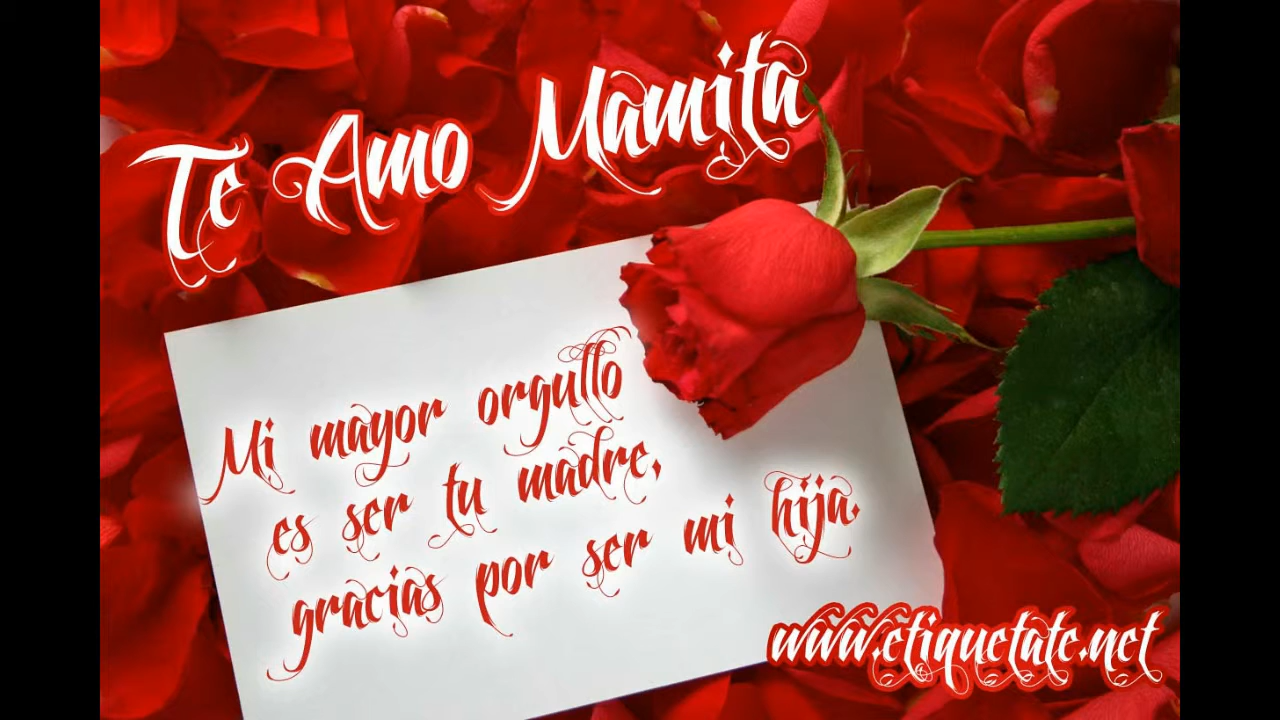 Te Amo Mamita
Mi mayor orgullo
es ser tu madre,
gracias por ser mi hija.
www.etiquetate.net